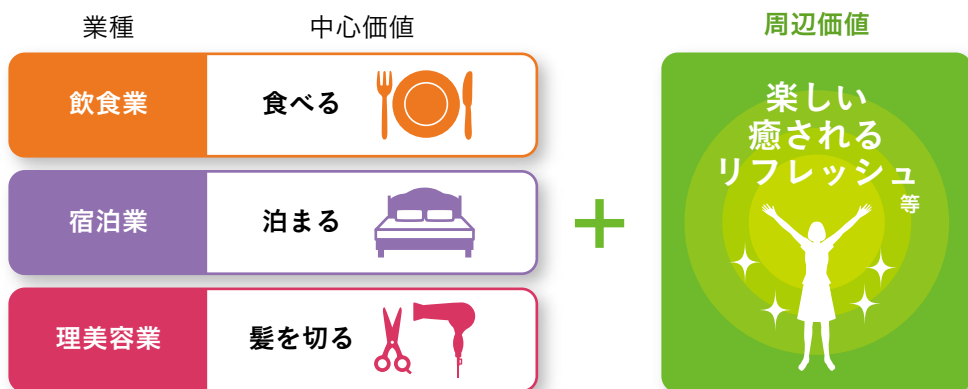 業種
中心価値
周辺価値
飲食業
食べる
宿泊業
泊まる
理美容業
髪を切る
+
楽しい
癒される
リフレッシュ
等